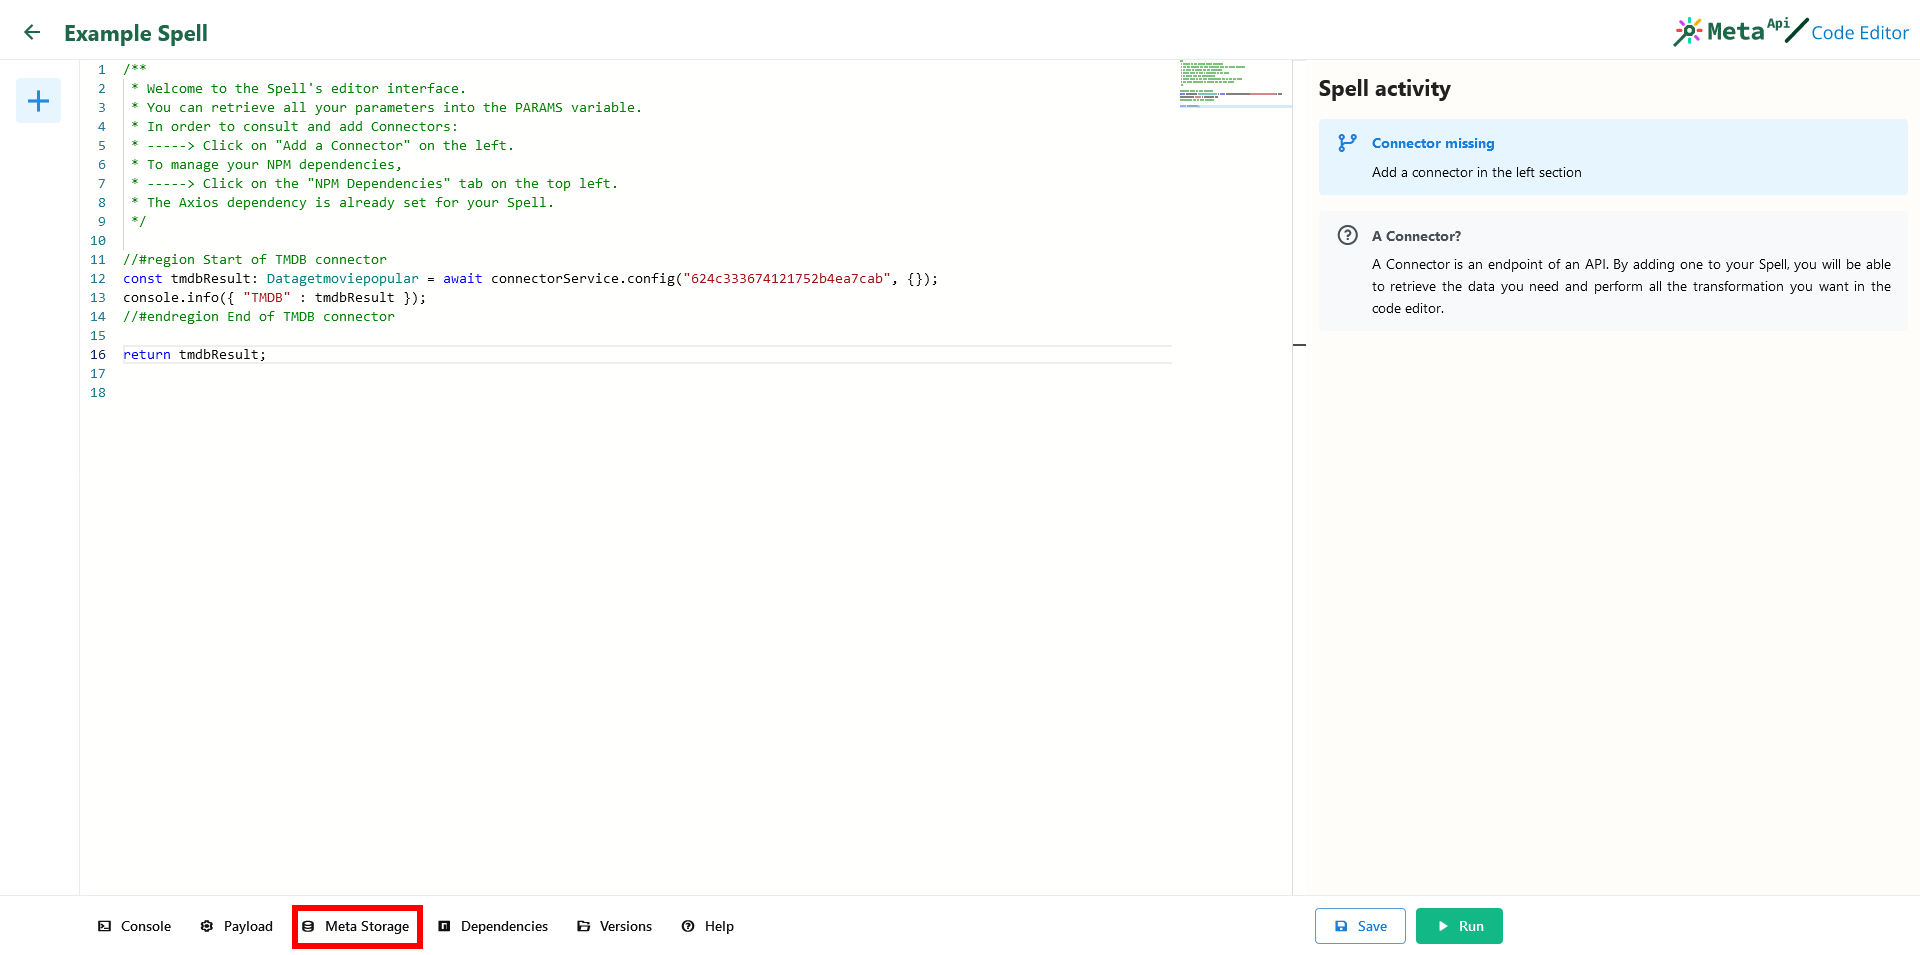 Example Spell
Meta Api Code Editor
1 /**
2  * Welcome to the Spell's editor interface.
3  * You can retrieve all your parameters into the PARAMS variable.
4  * In order to consult and add Connectors:
5  * -----> Click on "Add a Connector" on the left.
6  * To manage your NPM dependencies,
7  * -----> Click on the "NPM Dependencies" tab on the top left.
8  * The Axios dependency is already set for your Spell.
9  */
10
11 //#region Start of TMDB connector
12 const tmdbResult: Datagetmoviepopular = await connectorService.config("624c333674121752b4ea7cab", {});
13 console.info({ "TMDB" : tmdbResult });
14 //#endregion End of TMDB connector
15
16 return tmdbResult;
17
18
Spell activity
Connector missing
Add a connector in the left section
A Connector?
A Connector is an endpoint of an API. By adding one to your Spell, you will be able
to retrieve the data you need and perform all the transformation you want in the
code editor.
Console Payload Meta Storage Dependencies Versions Help
Save Run